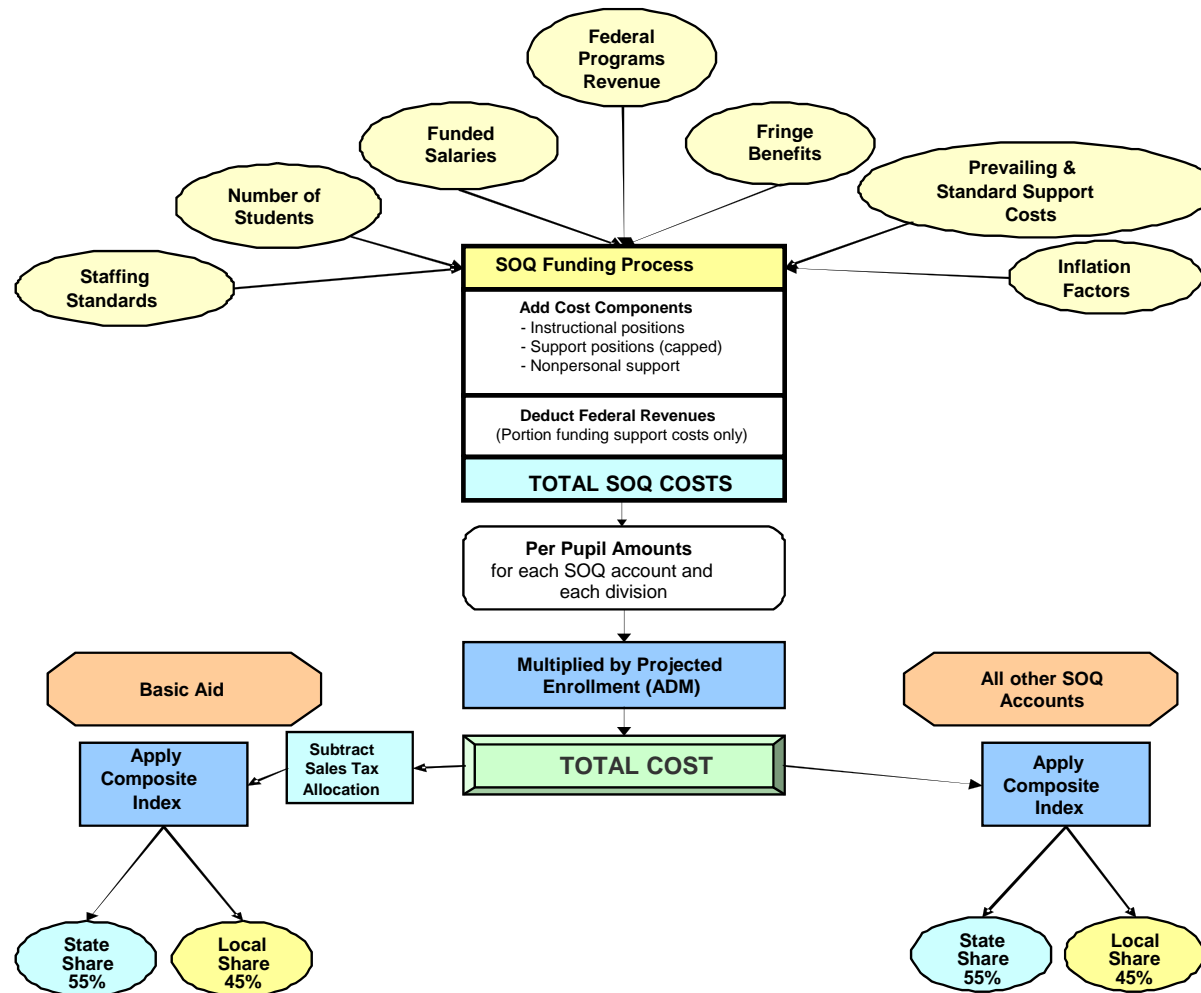 Federal
Programs
Revenue
Funded
Salaries
Fringe
Benefits
Number of
Students
Prevailing &
Standard Support
Costs
Staffing
Standards
Inflation
Factors
SOQ Funding Process
Add Cost Components
- Instructional positions
- Support positions (capped)
- Nonpersonal support
Deduct Federal Revenues
(Portion funding support costs only)
TOTAL SOQ COSTS
Per Pupil Amounts
for each SOQ account and
each division
Multiplied by Projected
Enrollment (ADM)
Basic Aid
All other SOQ
Accounts
Apply
Composite
Index
Subtract
Sales Tax
Allocation
TOTAL COST
Apply
Composite
Index
State
Share
55%
Local
Share
45%
State
Share
55%
Local
Share
45%